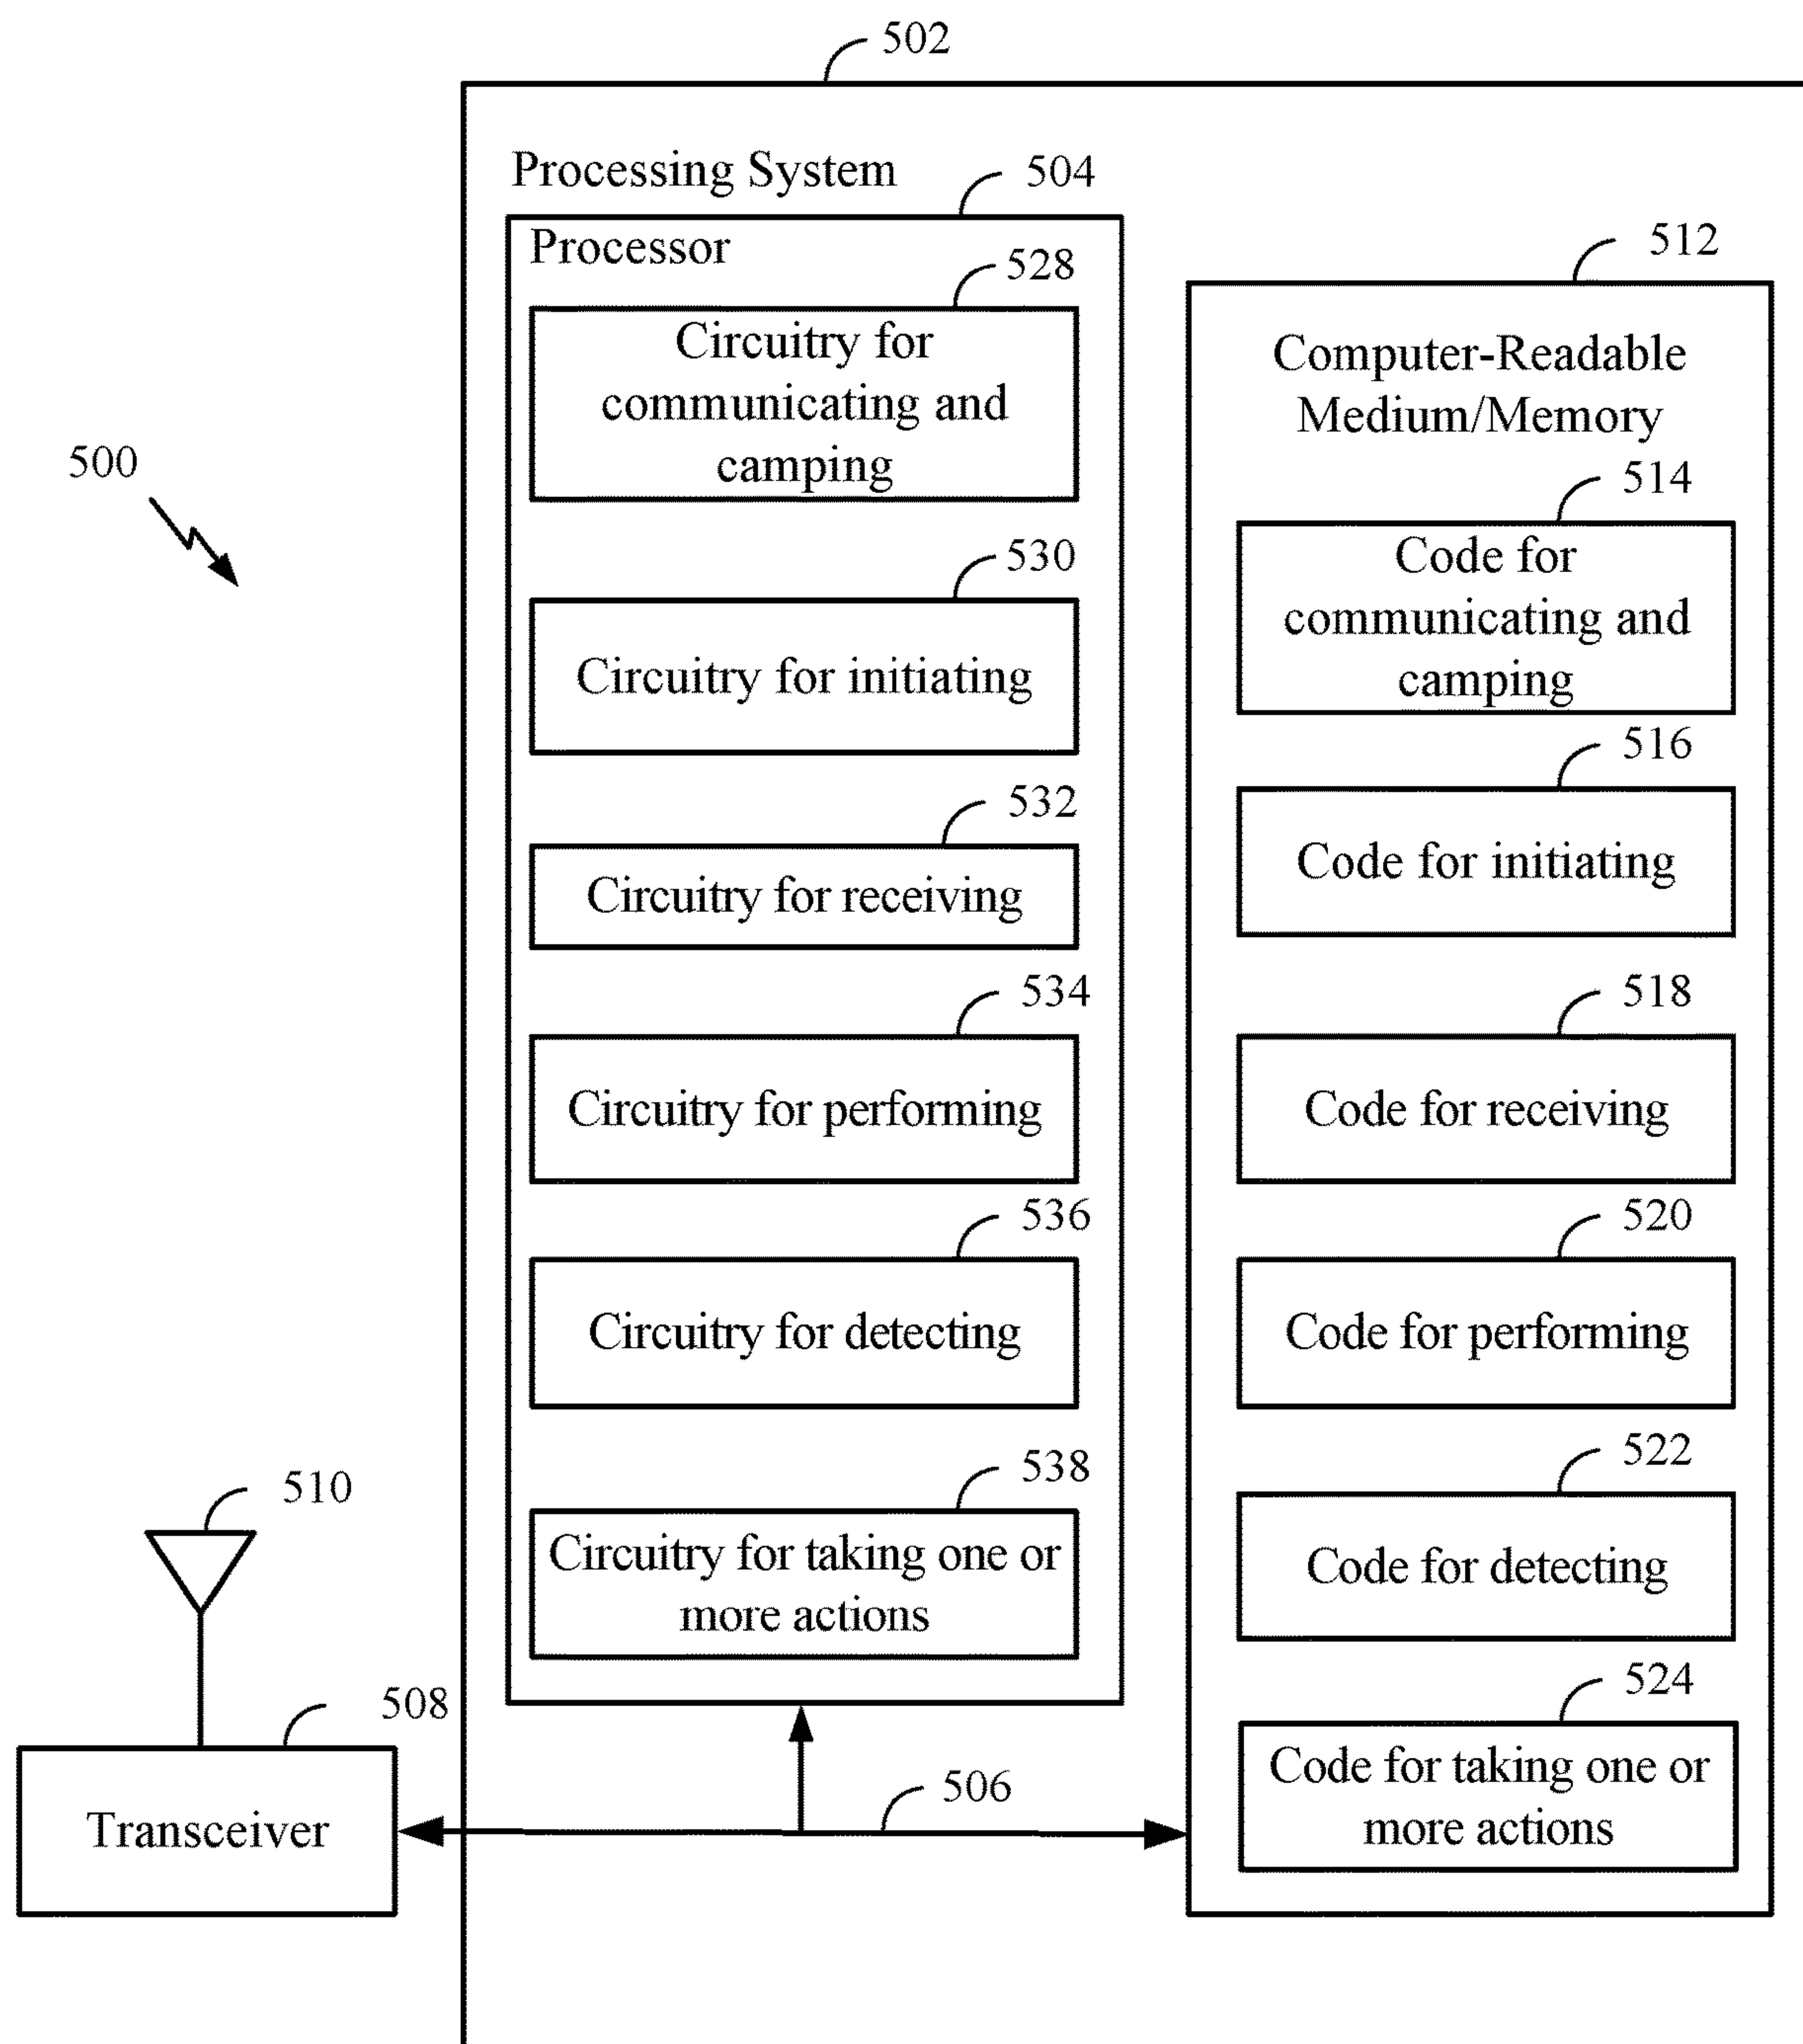 502
Processing System
504
Processor
528
Circuitry for
communicating and
camping
530
Circuitry for initiating
532
Circuitry for receiving
534
Circuitry for performing
536
Circuitry for detecting
538
Circuitry for taking one or
more actions
512
Computer-Readable
Medium/Memory
514
Code for
communicating and
camping
516
Code for initiating
518
Code for receiving
520
Code for performing
522
Code for detecting
524
Code for taking one or
more actions
500
510
508
Transceiver
506